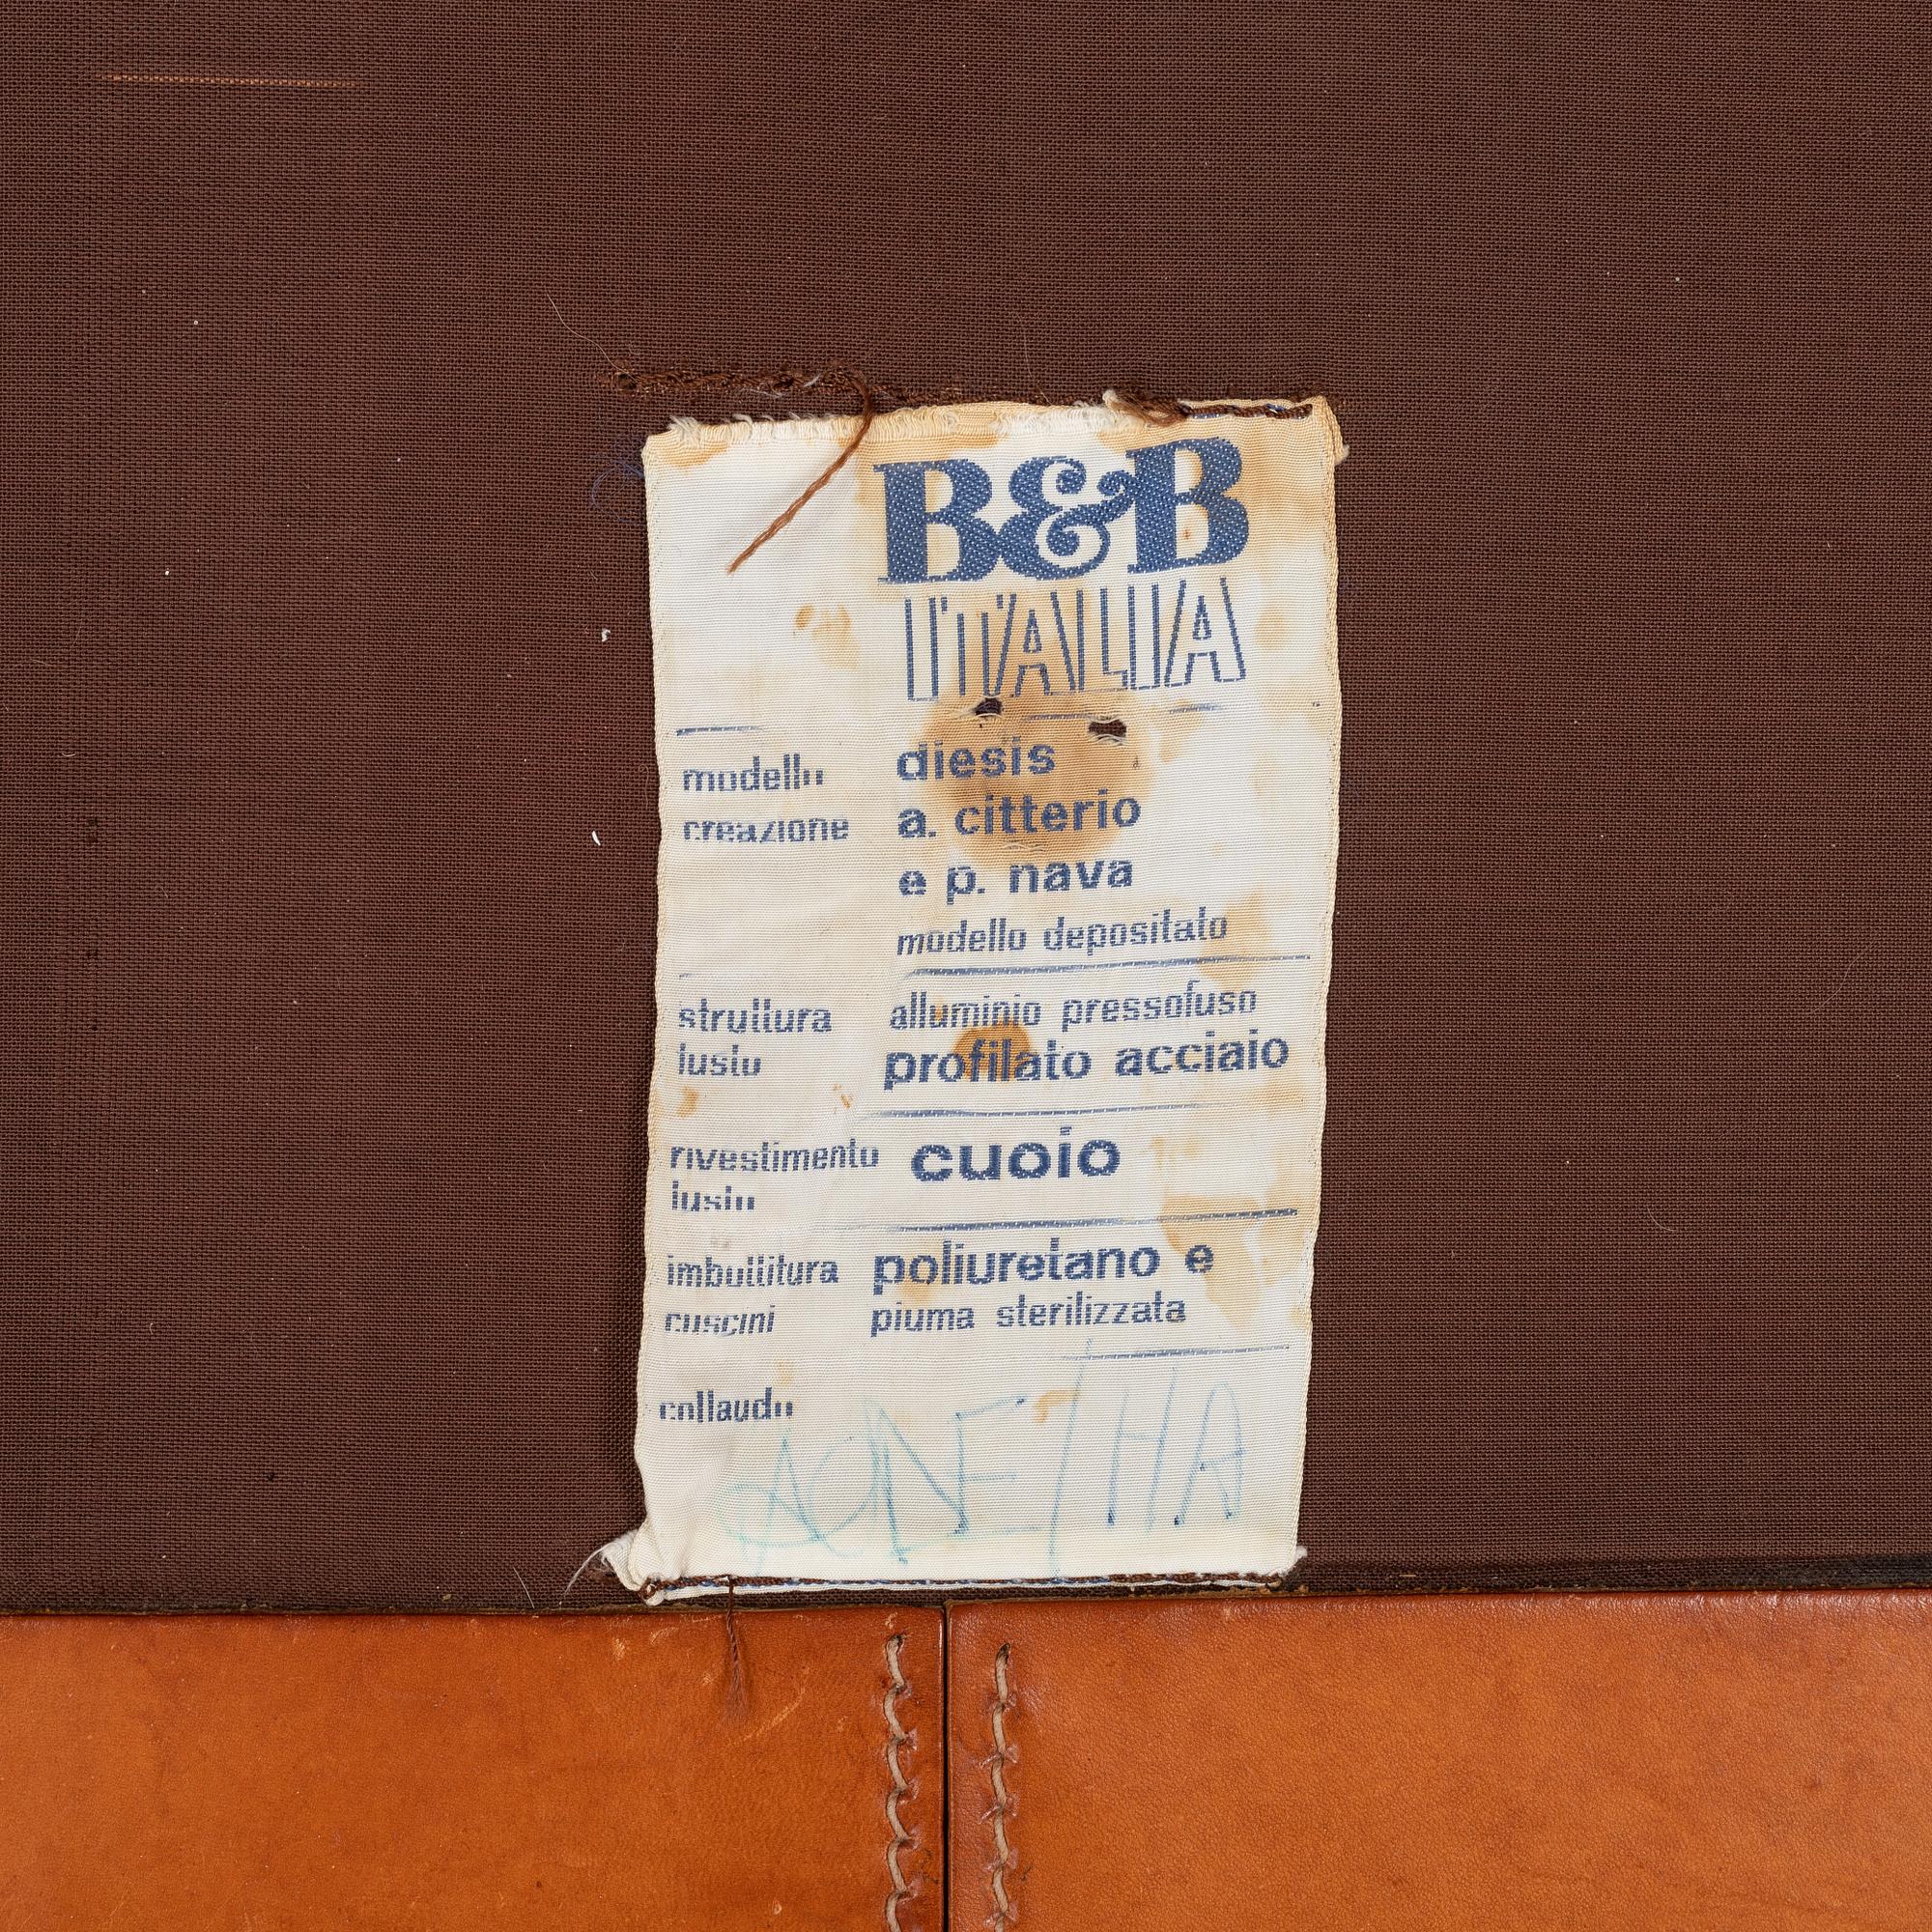 B&B
ITALIA
modello diesis
creazione a. citterio
e p. nava
modello depositato
struttura alluminio pressofuso
fusto profilato acciaio
rivestimento cuoio
fusto
imbottitura poliuretano e
cuscini piuma sterilizzata
collaudo